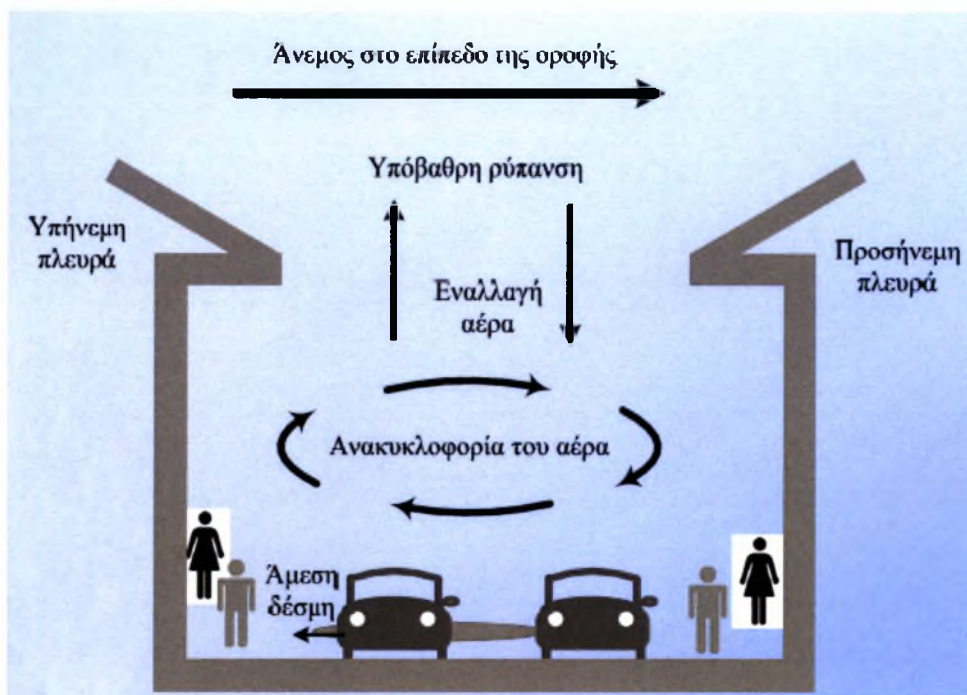 Άνεμος στο επίπεδο της οροφής
Υπόβαθρη ρύπανση
Υπήνεμη
πλευρά
Προσήνεμη
πλευρά
Εναλλαγή
αέρα
Ανακυκλοφορία του αέρα
Άμεση
δέσμη